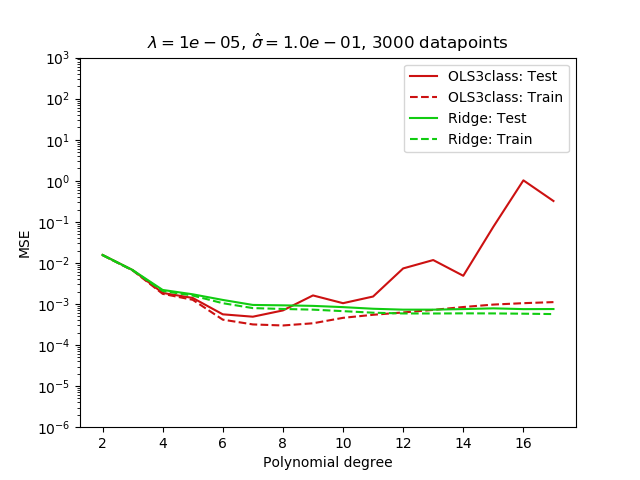 λ = 1e − 05, σ̂ = 1.0e − 01, 3000 datapoints
OLS3class: Test
OLS3class: Train
Ridge: Test
Ridge: Train
MSE
10³
10²
10¹
10⁰
10⁻¹
10⁻²
10⁻³
10⁻⁴
10⁻⁵
10⁻⁶
2 4 6 8 10 12 14 16
Polynomial degree